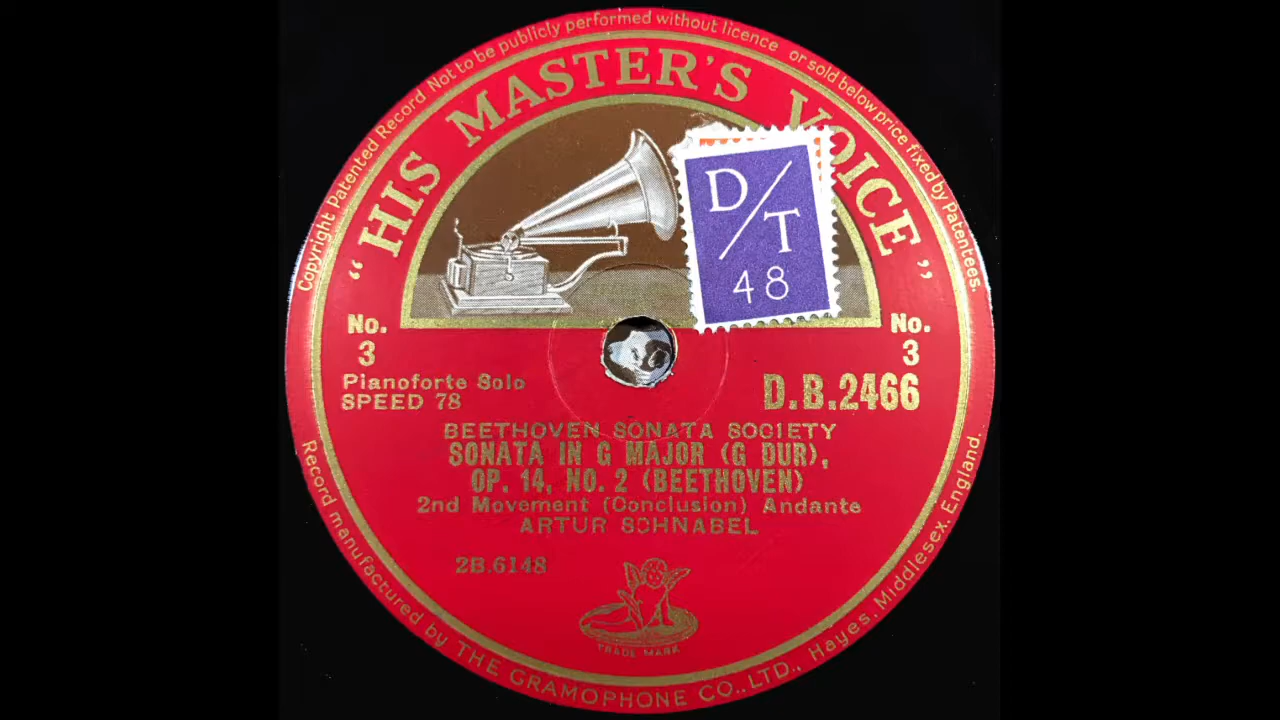 Copyright Patented Record Not to be publicly performed without licence or sold below price fixed by Patentees.
"HIS MASTER'S VOICE"
D/T
48
No. 3
No. 3
Pianoforte Solo
SPEED 78
D.B.2466
BEETHOVEN SONATA SOCIETY
SONATA IN G MAJOR (G DUR),
OP. 14, NO. 2 (BEETHOVEN)
2nd Movement (Conclusion) Andante
ARTUR SCHNABEL
2B.6148
TRADE MARK
Record manufactured by THE GRAMOPHONE CO., LTD., Hayes, Middlesex, England.